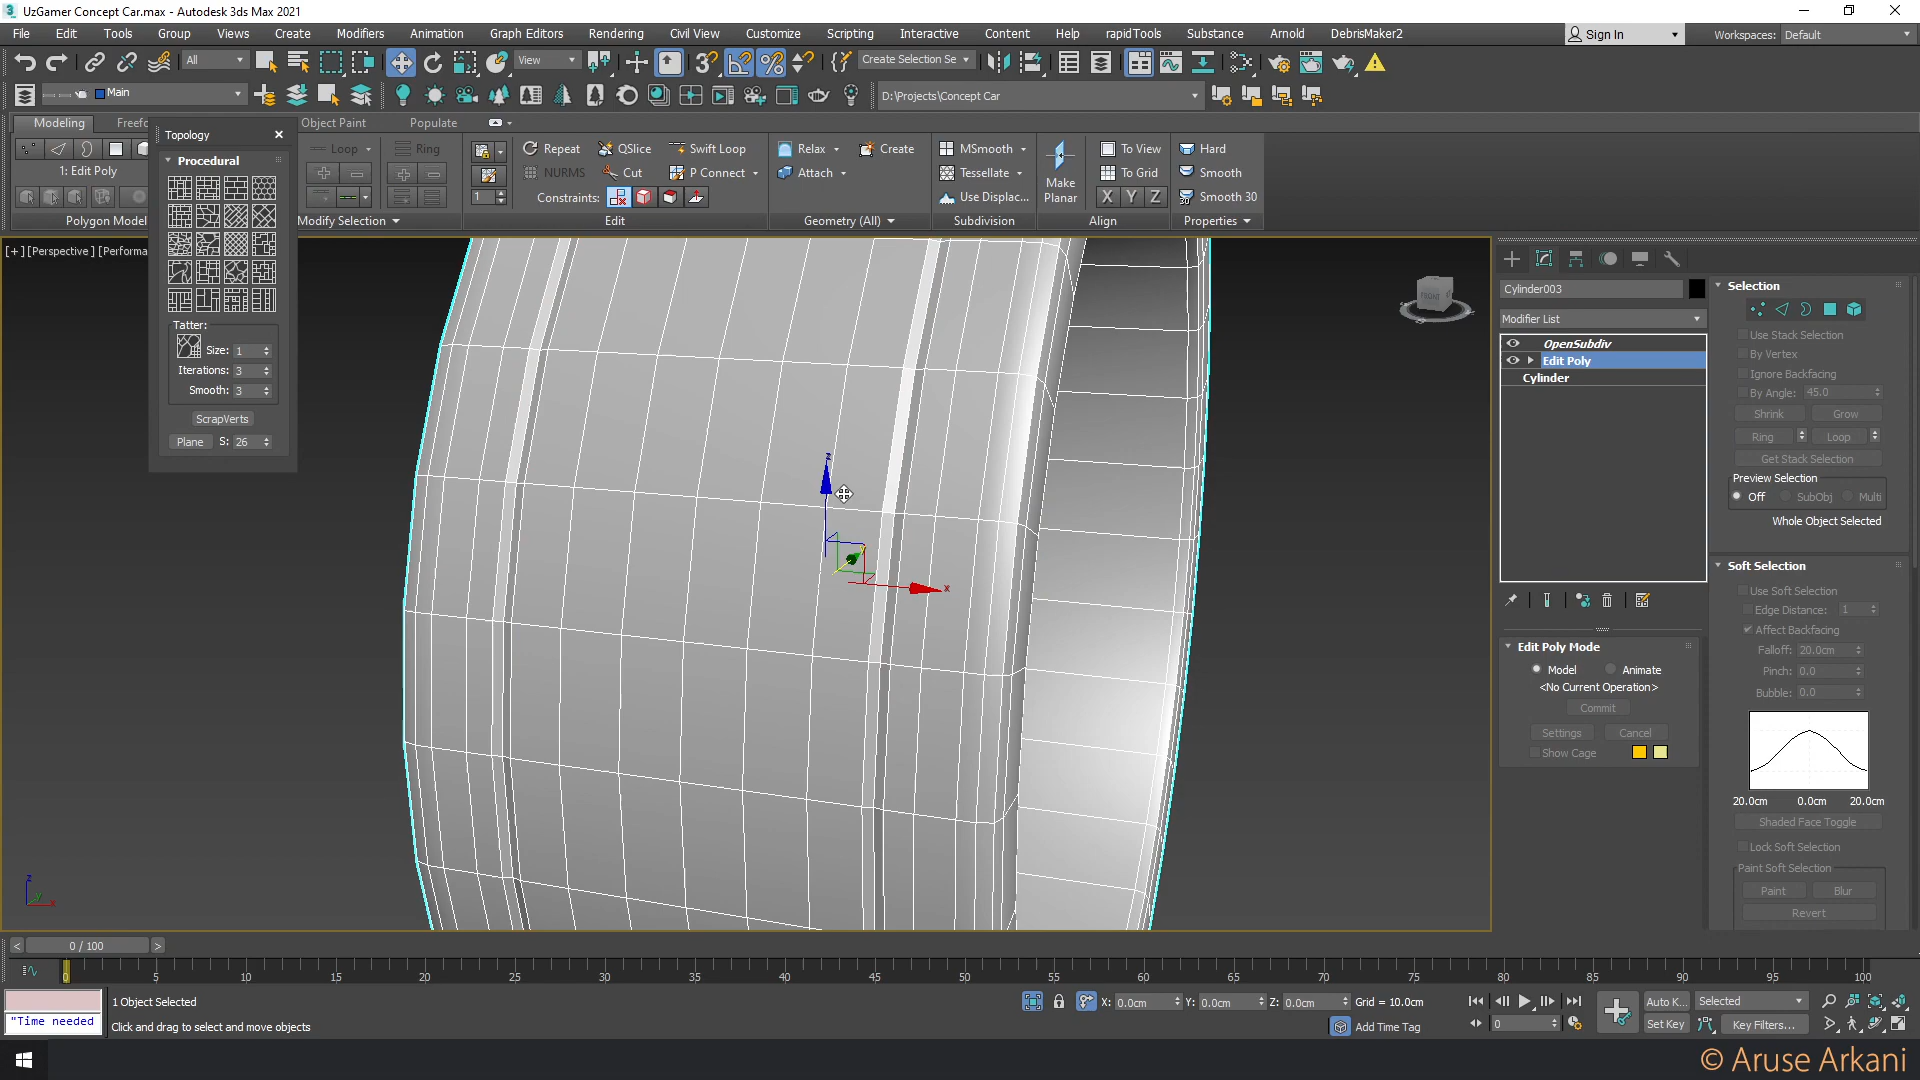 UzGamer Concept Car.max - Autodesk 3ds Max 2021
File Edit Tools Group Views Create Modifiers Animation Graph Editors Rendering Civil View Customize Scripting Interactive Content Help rapidTools Substance Arnold DebrisMaker2 Sign In Workspaces: Default
All View Create Selection Se
Main D:\Projects\Concept Car
Modeling Freefo Object Paint Populate
Topology
Procedural
Tatter:
Size: 1
Iterations: 3
Smooth: 3
ScrapVerts
Plane S: 26
1: Edit Poly
Polygon Model
Loop Ring
Modify Selection
Repeat QSlice Swift Loop
NURMS Cut P Connect
1 Constraints:
Edit
Relax Create
Attach
Geometry (All)
MSmooth
Tessellate
Use Displac...
Subdivision
Make
Planar
To View
To Grid
X Y Z
Align
Hard
Smooth
Smooth 30
Properties
[+] [Perspective ] [Performa
FRONT
z
x
z
y
x
Cylinder003
Modifier List
OpenSubdiv
Edit Poly
Cylinder
Edit Poly Mode
Model Animate
<No Current Operation>
Commit
Settings Cancel
Show Cage
Selection
Use Stack Selection
By Vertex
Ignore Backfacing
By Angle: 45.0
Shrink Grow
Ring Loop
Get Stack Selection
Preview Selection
Off SubObj Multi
Whole Object Selected
Soft Selection
Use Soft Selection
Edge Distance: 1
Affect Backfacing
Falloff: 20.0cm
Pinch: 0.0
Bubble: 0.0
20.0cm 0.0cm 20.0cm
Shaded Face Toggle
Lock Soft Selection
Paint Soft Selection
Paint Blur
Revert
< 0 / 100 >
0 5 10 15 20 25 30 35 40 45 50 55 60 65 70 75 80 85 90 95 100
"Time needed
1 Object Selected
Click and drag to select and move objects
X: 0.0cm Y: 0.0cm Z: 0.0cm Grid = 10.0cm
Add Time Tag
0
Auto K... Selected
Set Key Key Filters...
© Aruse Arkani